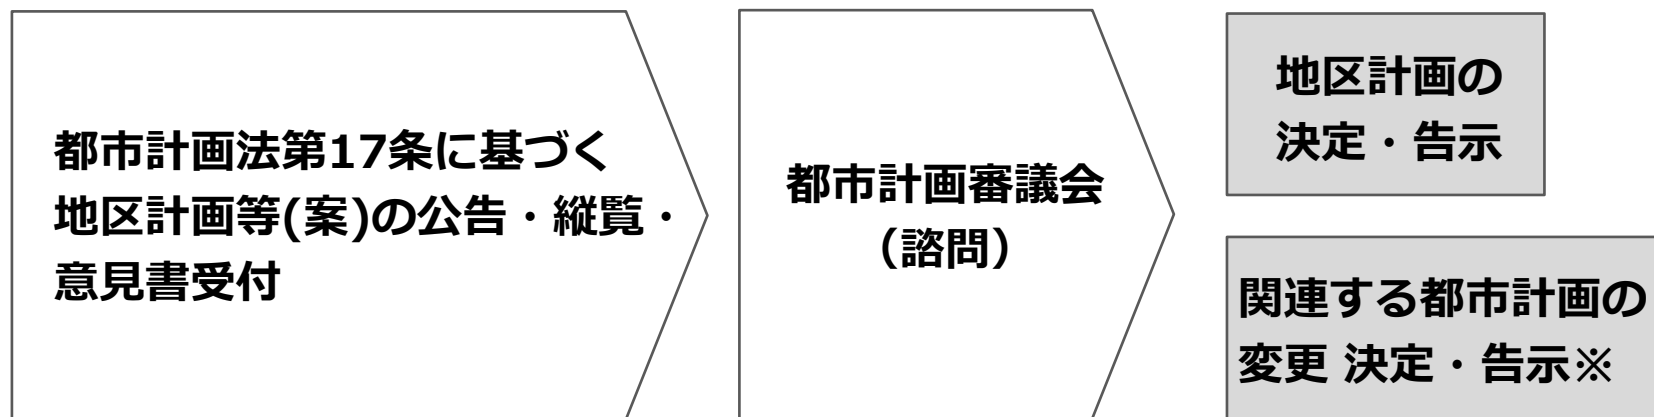 都市計画法第17条に基づく
地区計画等(案)の公告・縦覧・
意見書受付
都市計画審議会
（諮問）
地区計画の
決定・告示
関連する都市計画の
変更 決定・告示※